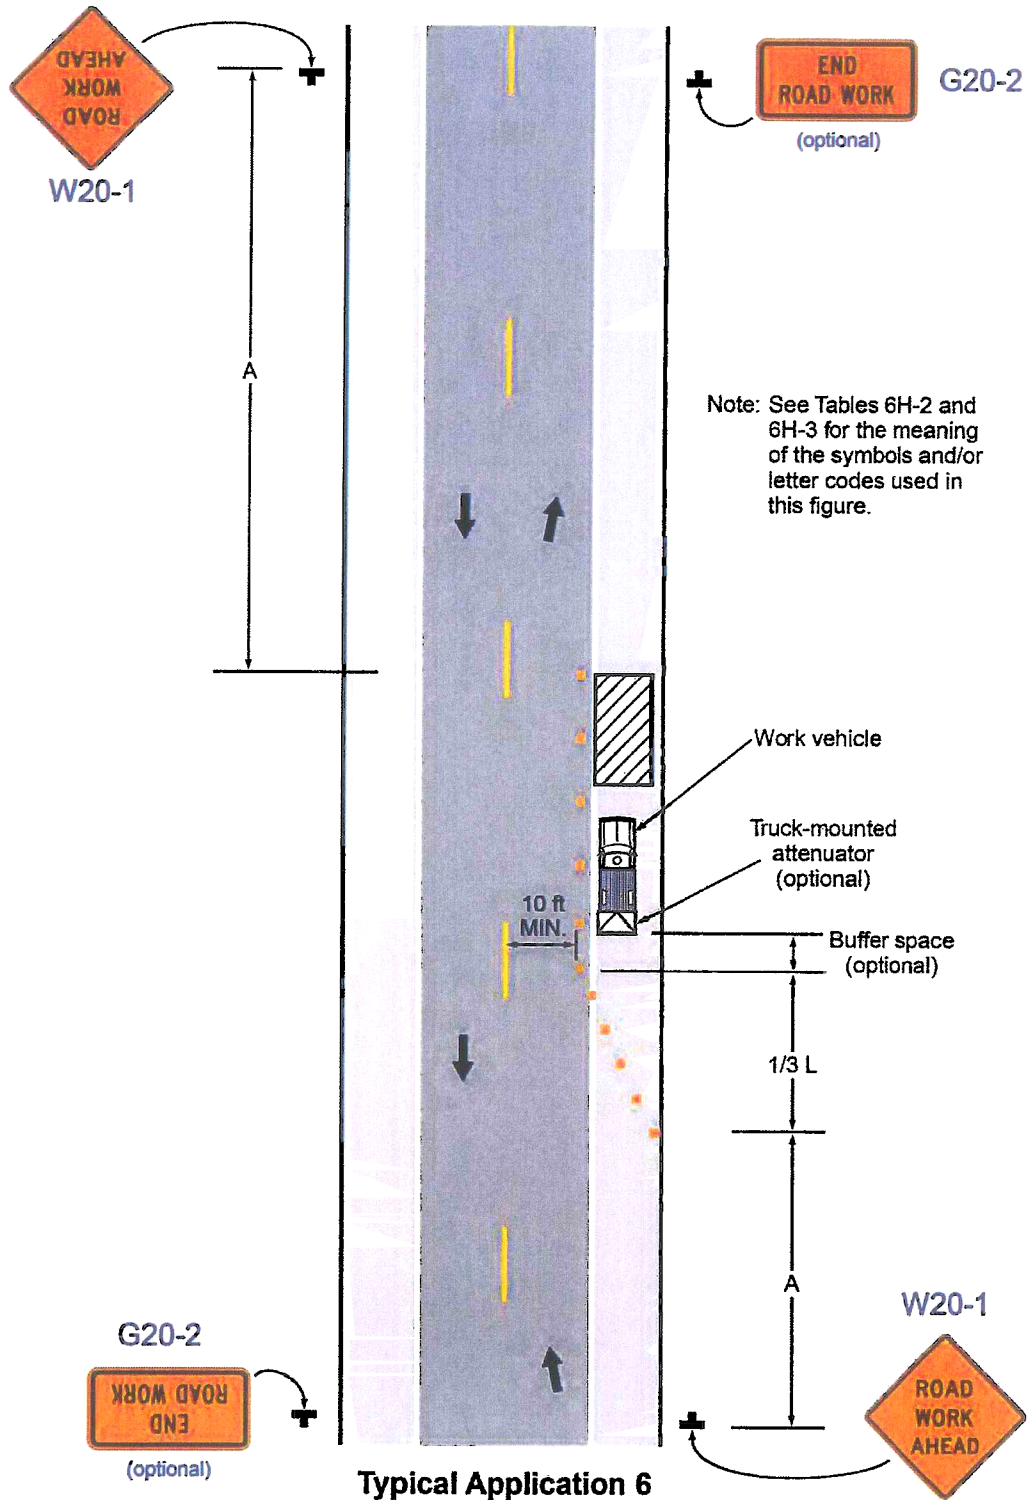 ROAD
WORK
AHEAD
W20-1
END
ROAD WORK
(optional)
G20-2
A
Note: See Tables 6H-2 and
6H-3 for the meaning
of the symbols and/or
letter codes used in
this figure.
Work vehicle
Truck-mounted
attenuator
(optional)
10 ft
MIN.
Buffer space
(optional)
1/3 L
A
G20-2
END
ROAD WORK
(optional)
W20-1
ROAD
WORK
AHEAD
Typical Application 6